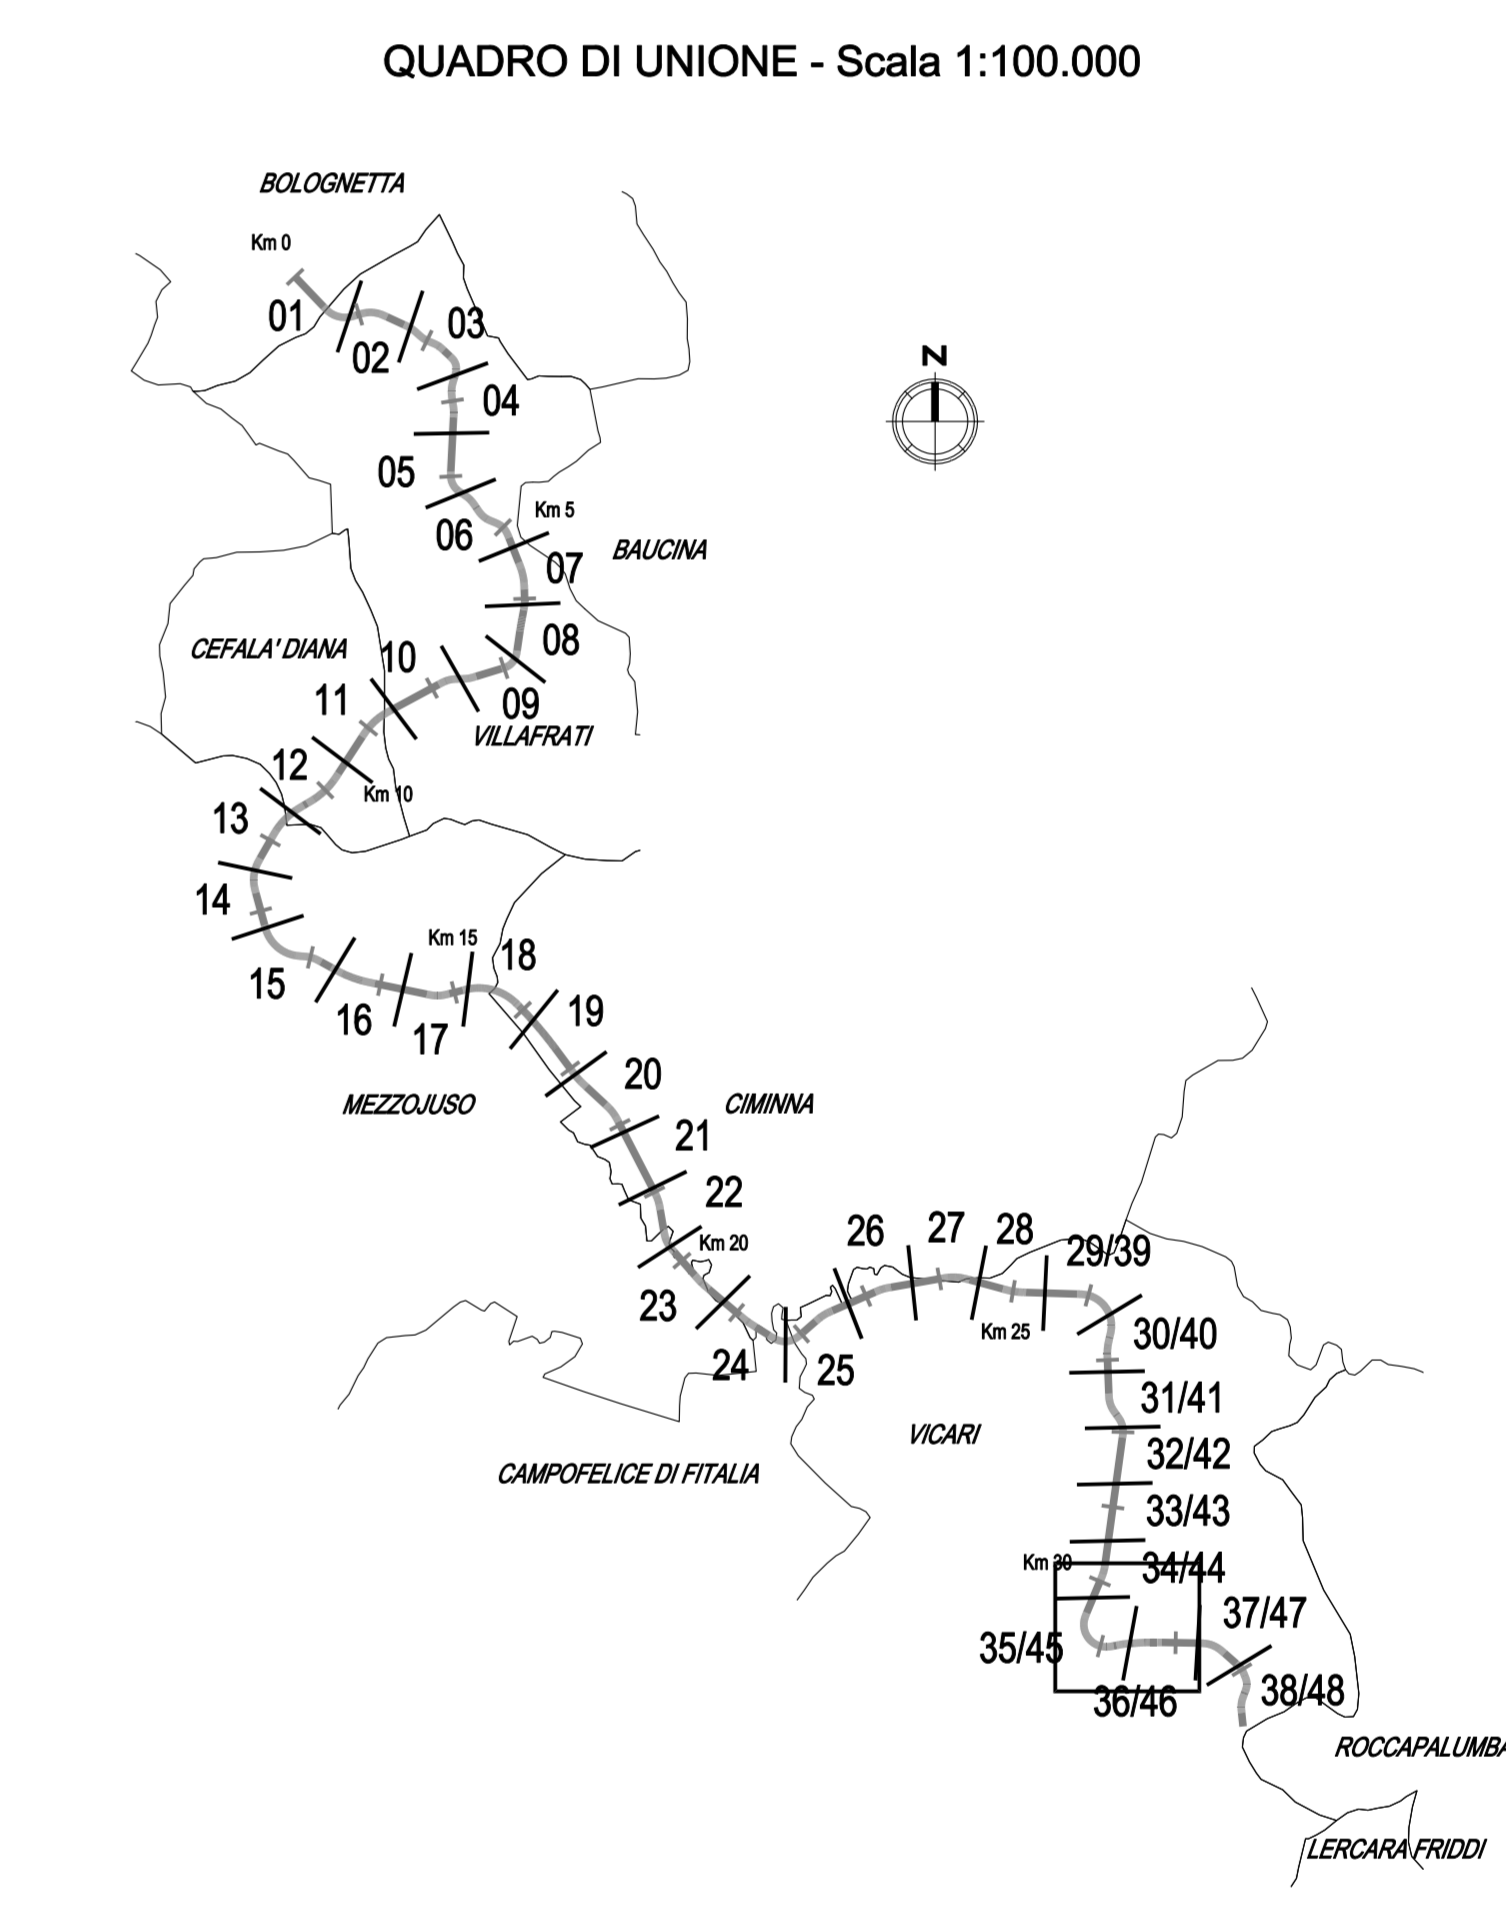 QUADRO DI UNIONE - Scala 1:100.000
BOLOGNETTA
Km 0
01
02
03
N
04
05
Km 5
06
BAUCINA
07
08
CEFALA' DIANA
10
11
09
VILLAFRATI
12
Km 10
13
14
Km 15
18
15
19
16
17
20
MEZZOJUSO
CIMINNA
21
22
26
27
28
Km 20
29/39
23
Km 25
30/40
24
25
31/41
VICARI
32/42
CAMPOFELICE DI FITALIA
33/43
Km 30
34/44
37/47
35/45
38/48
36/46
ROCCAPALUMBA
LERCARA FRIDDI